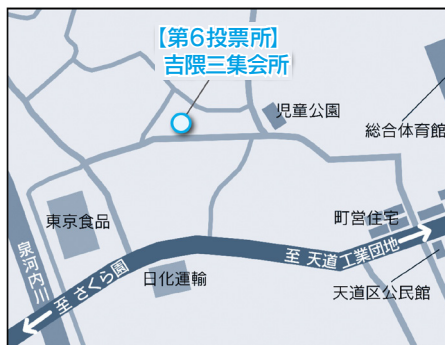 【第6投票所】
吉隈三集会所
児童公園
総合体育館
東京食品
町営住宅
至 天道工業団地
泉河内川
日化運輸
至 さくら園
天道区公民館